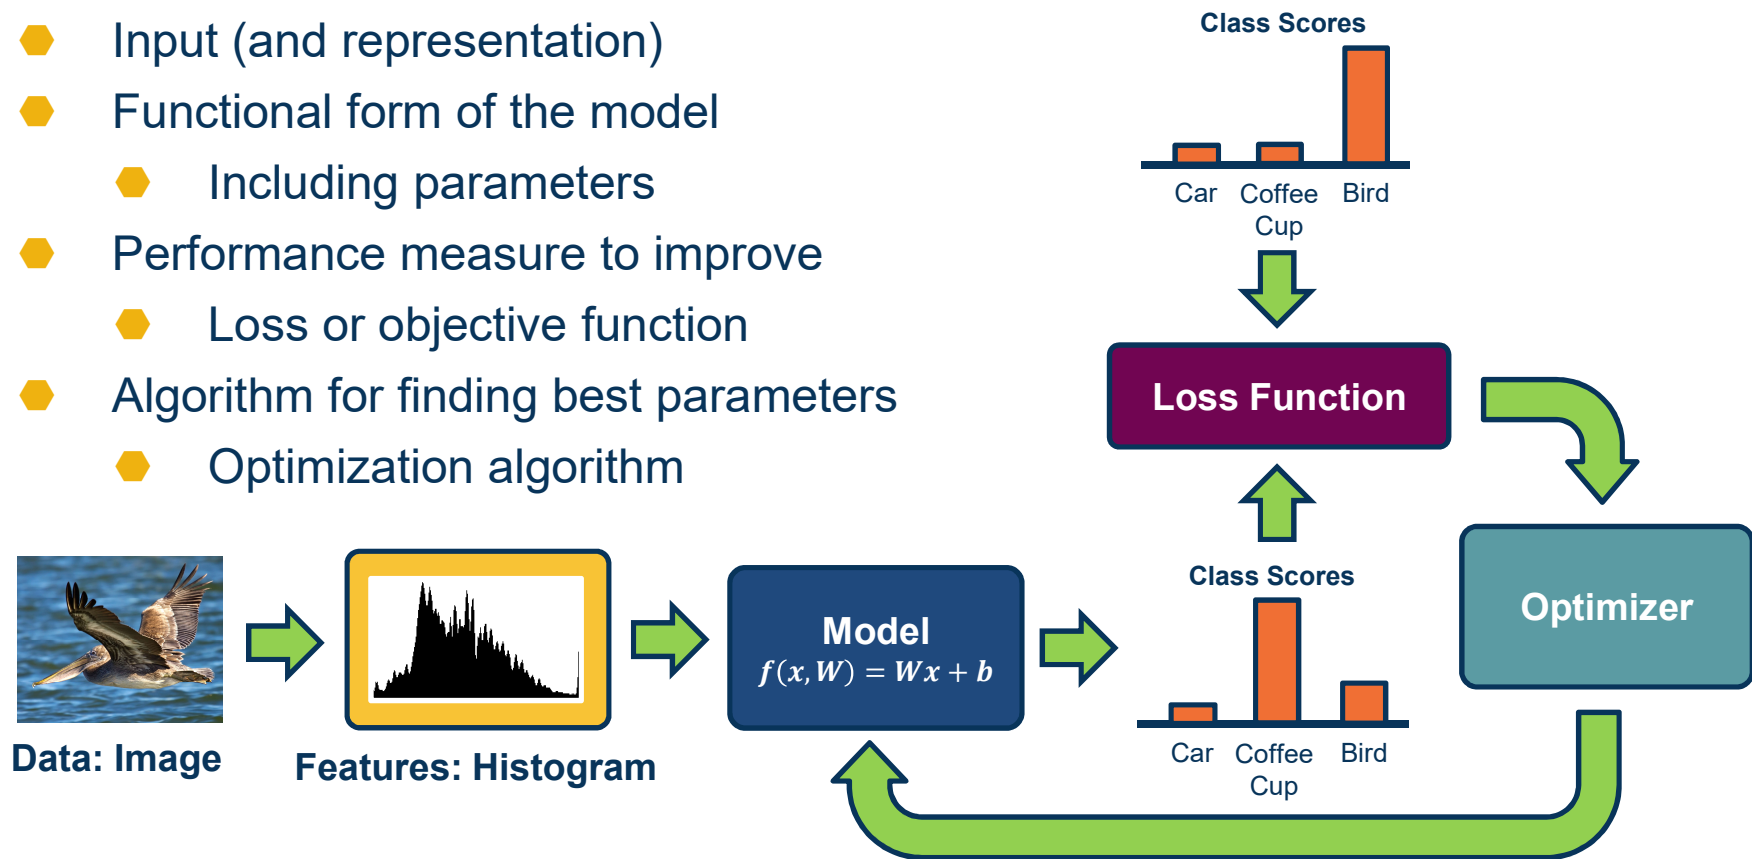 Input (and representation)
Functional form of the model
Including parameters
Performance measure to improve
Loss or objective function
Algorithm for finding best parameters
Optimization algorithm
Class Scores
Car
Coffee
Cup
Bird
Loss Function
Optimizer
Class Scores
Car
Coffee
Cup
Bird
Model
f(x, W) = Wx + b
Data: Image
Features: Histogram